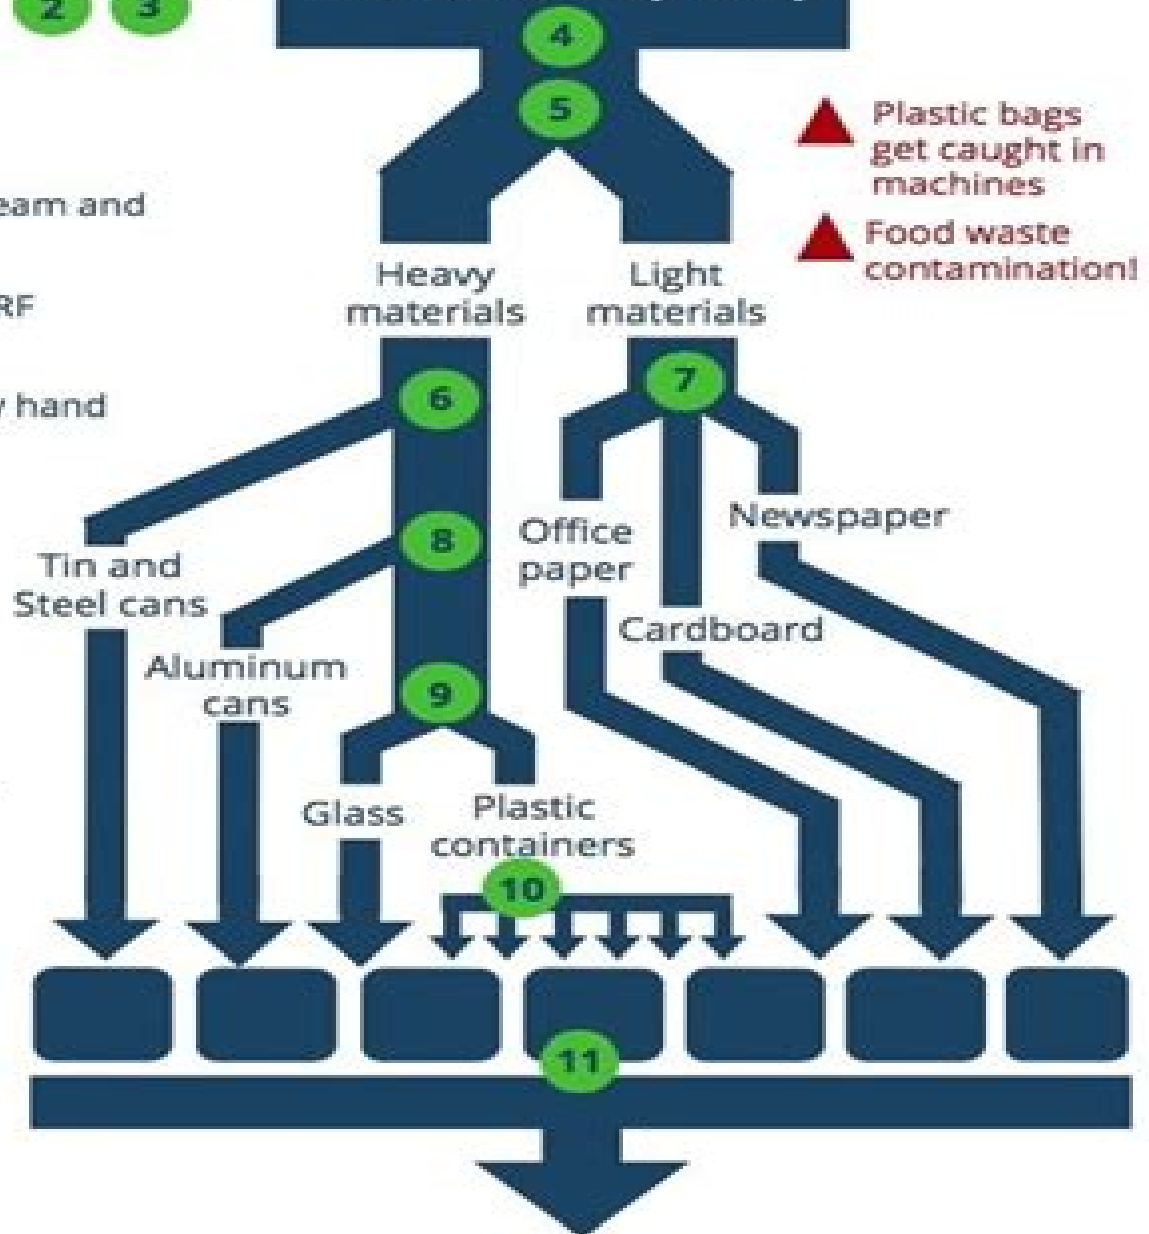 2 3
4
5
Plastic bags
get caught in
machines
eam and
Food waste
contamination!
Heavy
materials
Light
materials
RF
7
6
hand
Newspaper
Office
paper
8
Tin and
Steel cans
Cardboard
Aluminum
cans
9
Glass
Plastic
containers
10
11